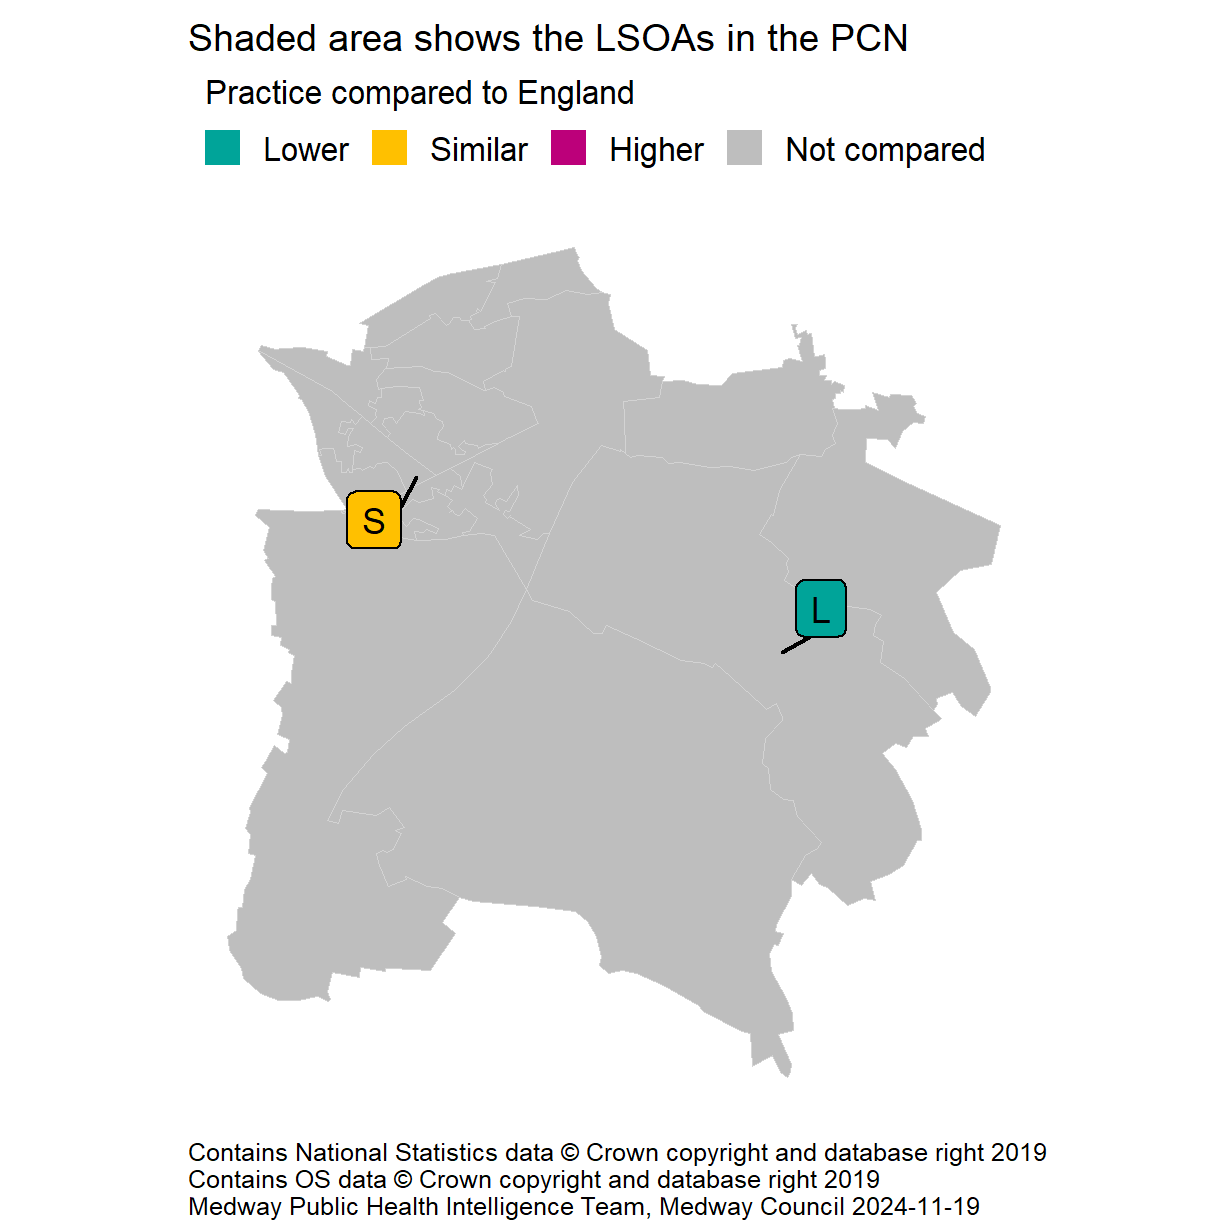 Shaded area shows the LSOAs in the PCN
Practice compared to England
Lower Similar Higher Not compared
S
L
Contains National Statistics data © Crown copyright and database right 2019
Contains OS data © Crown copyright and database right 2019
Medway Public Health Intelligence Team, Medway Council 2024-11-19